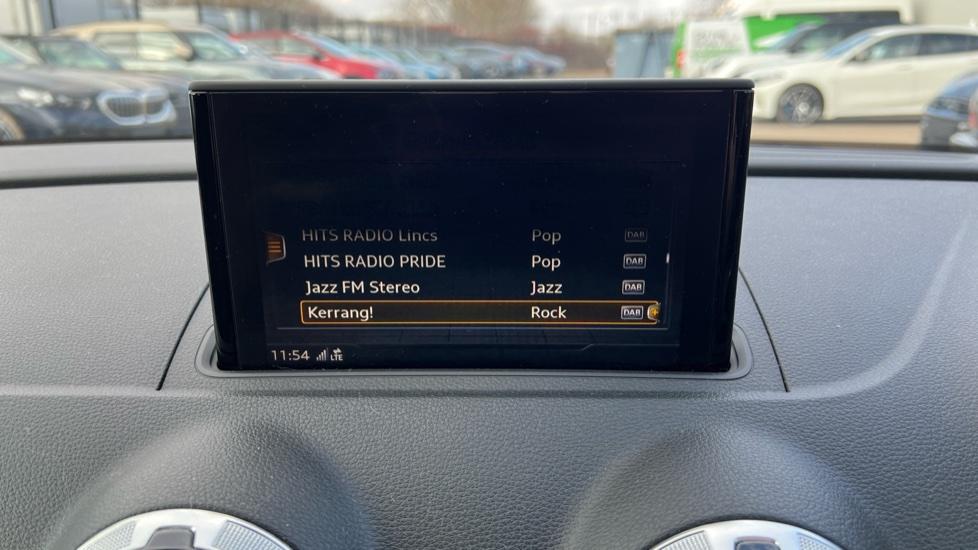 HITS RADIO Lincs Pop DAB
HITS RADIO PRIDE Pop DAB
Jazz FM Stereo Jazz DAB
Kerrang! Rock DAB
11:54 LTE